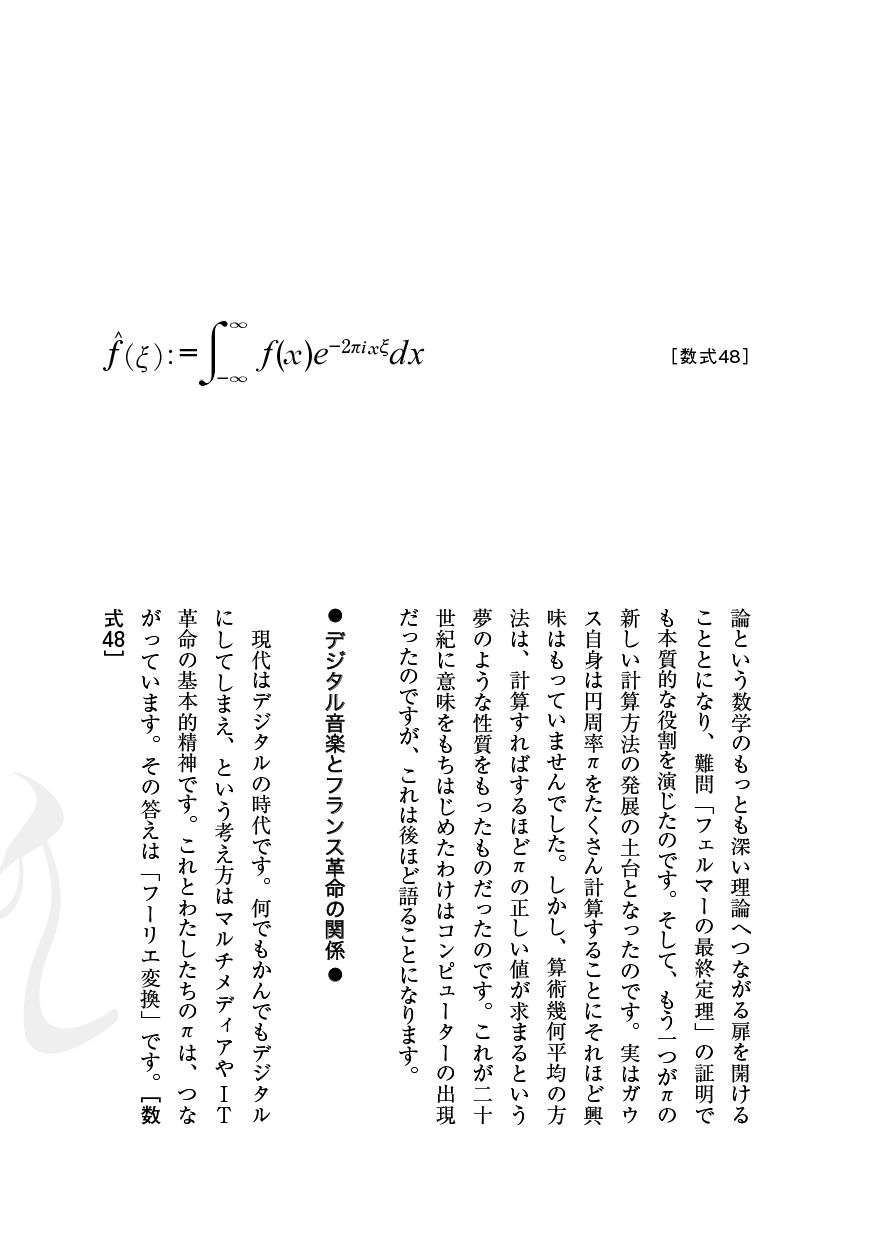 [数式48]
f̂(ξ):=∫_{-∞}^{∞} f(x)e^{-2πixξ}dx
論という数学のもっとも深い理論へつながる扉を開ける
こととになり、難問「フェルマーの最終定理」の証明で
も本質的な役割を演じたのです。そして、もう一つがπの
新しい計算方法の発展の土台となったのです。実はガウ
ス自身は円周率πをたくさん計算することにそれほど興
味はもっていませんでした。しかし、算術幾何平均の方
法は、計算すればするほどπの正しい値が求まるという
夢のような性質をもったものだったのです。これが二十
世紀に意味をもちはじめたわけはコンピューターの出現
だったのですが、これは後ほど語ることになります。
●デジタル音楽とフランス革命の関係●
現代はデジタルの時代です。何でもかんでもデジタル
にしてしまえ、という考え方はマルチメディアやIT
革命の基本的精神です。これとわたしたちのπは、つな
がっています。その答えは「フーリエ変換」です。[数
式48]